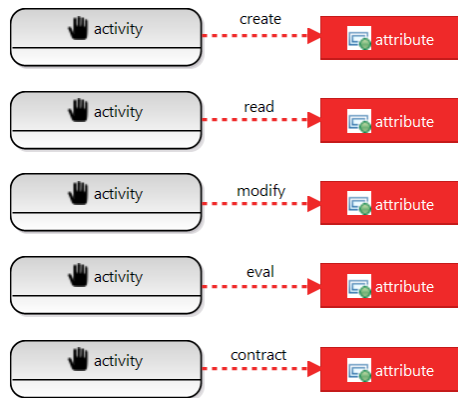 activity create attribute
activity read attribute
activity modify attribute
activity eval attribute
activity contract attribute